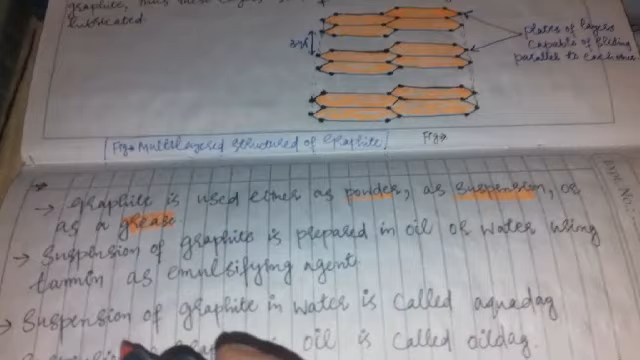 graphite, thus these layers
lubricated.
plates of layers
capable of sliding
parallel to each
Fig→ Multilayered structured of Graphite
Fig→
→ Graphite is used either as powder, as suspension, or
as a grease.
→ Suspension of graphite is prepared in oil or water using
tannin as emulsifying agent.
→ Suspension of graphite in water is called aquadag
oil is called oildag.